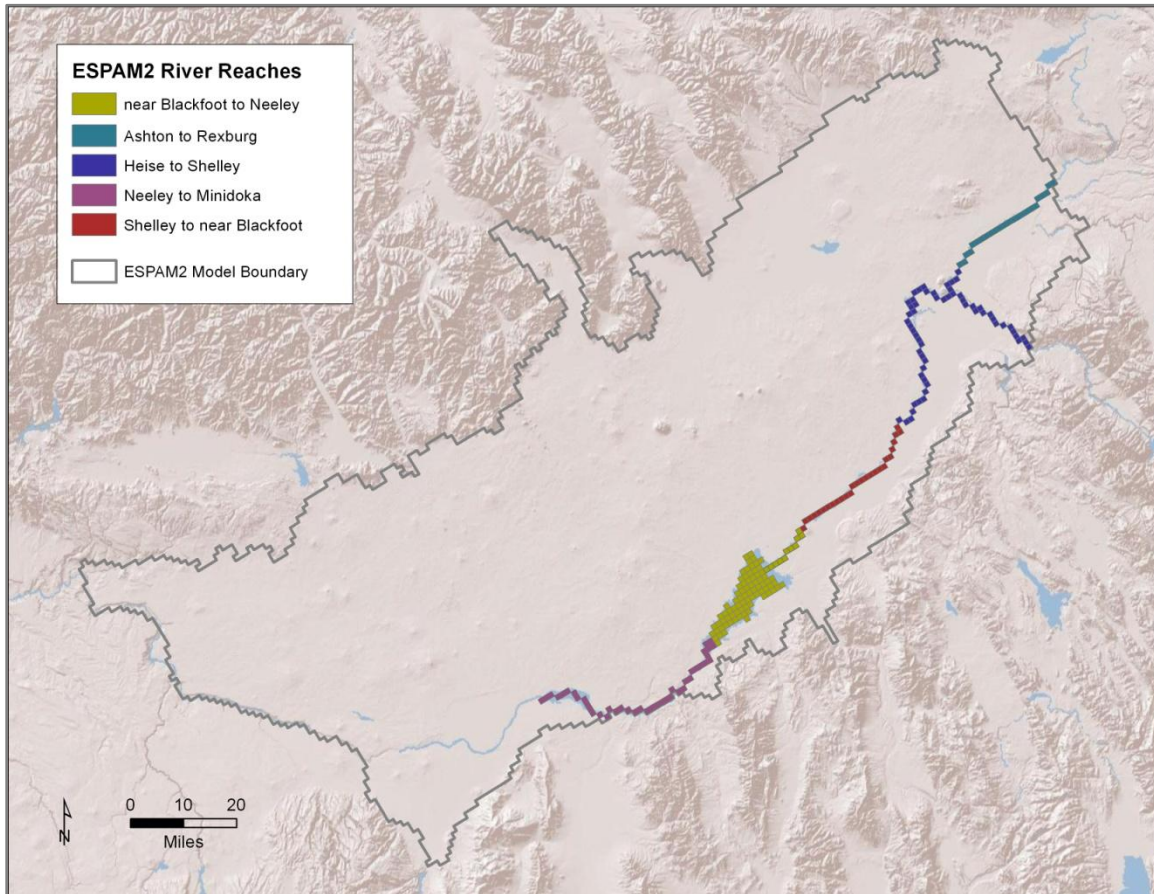 ESPAM2 River Reaches
near Blackfoot to Neeley
Ashton to Rexburg
Heise to Shelley
Neeley to Minidoka
Shelley to near Blackfoot
ESPAM2 Model Boundary
N
0 10 20
Miles